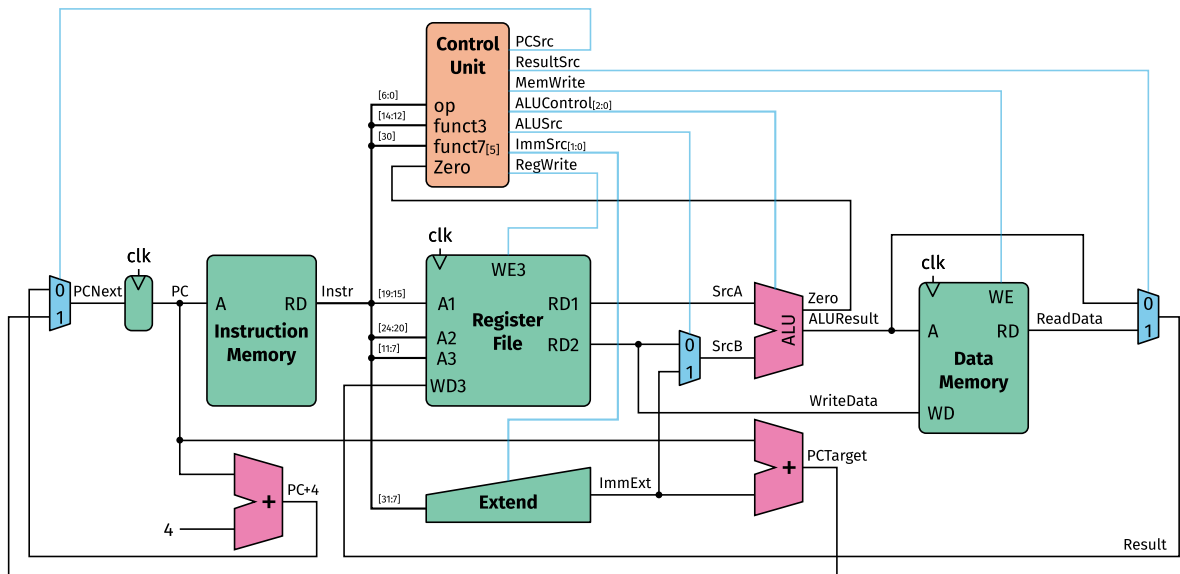 Control
Unit
PCSrc
ResultSrc
MemWrite
ALUControl[2:0]
ALUSrc
ImmSrc[1:0]
RegWrite
[6:0]
op
[14:12]
funct3
[30]
funct7[5]
Zero
clk
PCNext
0
1
clk
PC
A
RD
Instruction
Memory
Instr
[19:15]
[24:20]
[11:7]
WE3
A1
A2
A3
WD3
Register
File
RD1
RD2
SrcA
0
1
SrcB
ALU
Zero
ALUResult
clk
WE
A
RD
Data
Memory
WD
ReadData
0
1
WriteData
PCTarget
+
[31:7]
Extend
ImmExt
PC+4
+
4
Result